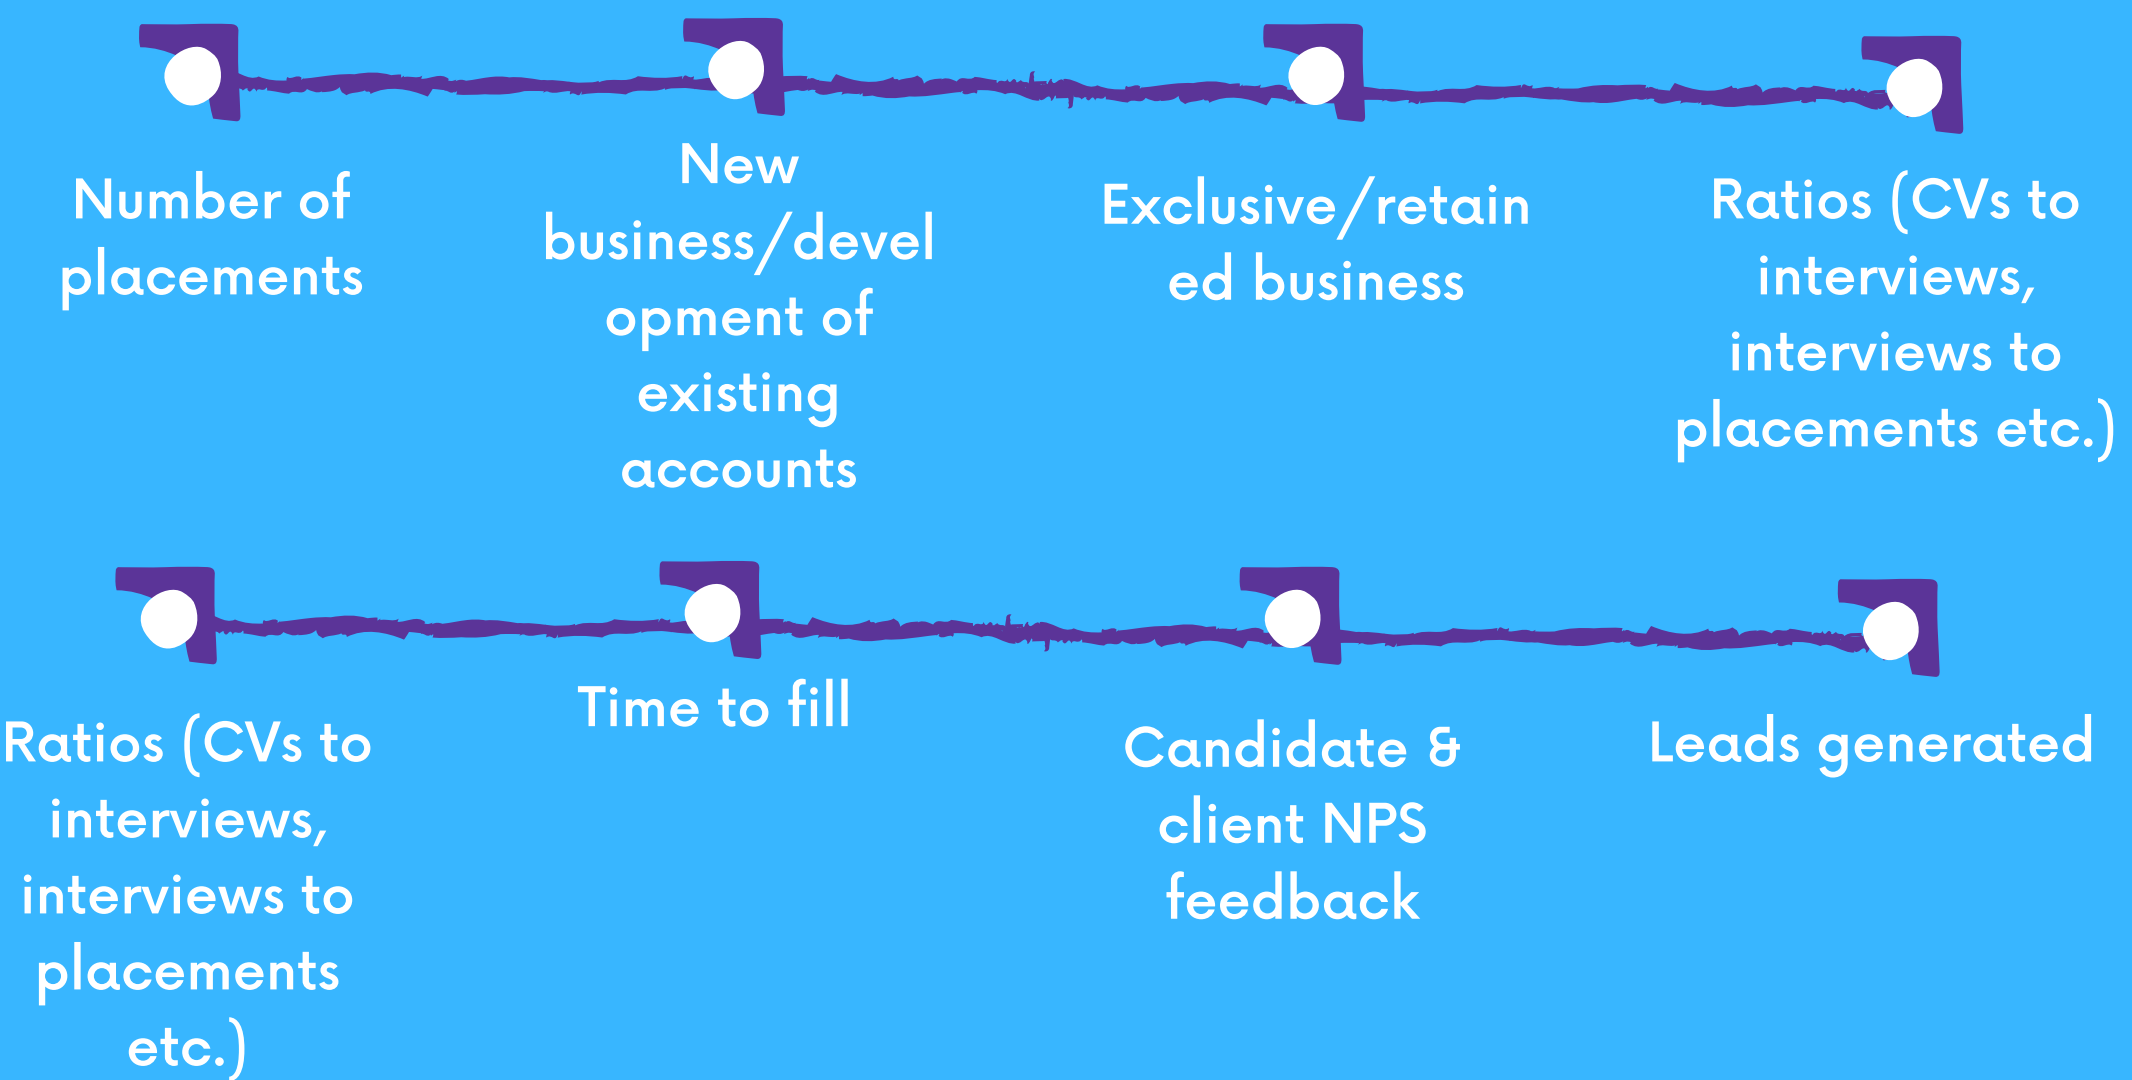 Number of
placements
New
business/devel
opment of
existing
accounts
Exclusive/retain
ed business
Ratios (CVs to
interviews,
interviews to
placements etc.)
Ratios (CVs to
interviews,
interviews to
placements
etc.)
Time to fill
Candidate &
client NPS
feedback
Leads generated